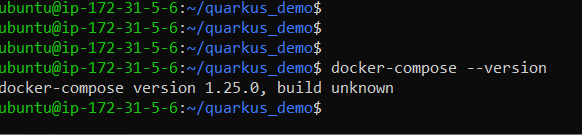 ubuntu@ip-172-31-5-6:~/quarkus_demo$
ubuntu@ip-172-31-5-6:~/quarkus_demo$
ubuntu@ip-172-31-5-6:~/quarkus_demo$
ubuntu@ip-172-31-5-6:~/quarkus_demo$ docker-compose --version
docker-compose version 1.25.0, build unknown
ubuntu@ip-172-31-5-6:~/quarkus_demo$